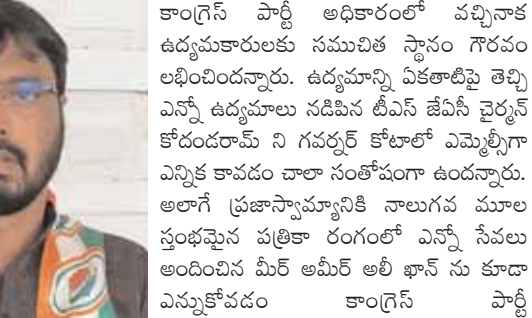 కాంగ్రెస్ పార్టీ అధికారంలో వచ్చినాక
ఉద్యమకారులకు సముచిత స్థానం గౌరవం
లభించిందన్నారు. ఉద్యమాన్ని ఏకతాటిపై తెచ్చి
ఎన్నో ఉద్యమాలు నడిపిన టీఎస్ జేఏసీ చైర్మన్
కోదండరామ్ ని గవర్నర్ కోటాలో ఎమ్మెల్సీగా
ఎన్నిక కావడం చాలా సంతోషంగా ఉందన్నారు.
అలాగే ప్రజాస్వామ్యానికి నాలుగవ మూల
స్తంభమైన పత్రికా రంగంలో ఎన్నో సేవలు
అందించిన మీర్ అమీర్ అలీ ఖాన్ ను కూడా
ఎన్నుకోవడం కాంగ్రెస్ పార్టీ